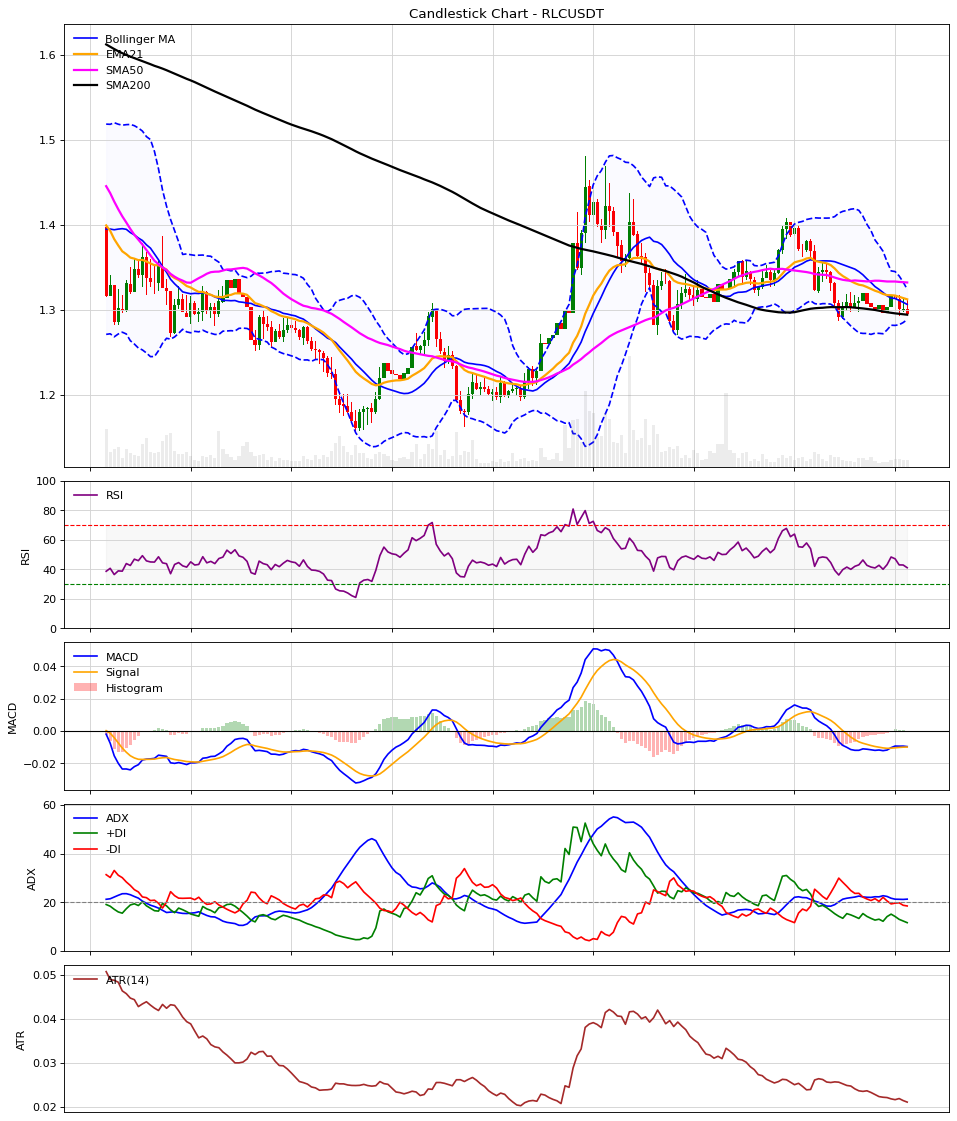 Candlestick Chart - RLCUSDT
Bollinger MA
EMA21
SMA50
SMA200
1.6
1.5
1.4
1.3
1.2
100
80
60
40
20
0
RSI
RSI
0.04
0.02
0.00
−0.02
MACD
MACD
Signal
Histogram
60
40
20
0
ADX
ADX
+DI
-DI
0.05
0.04
0.03
0.02
ATR
ATR(14)